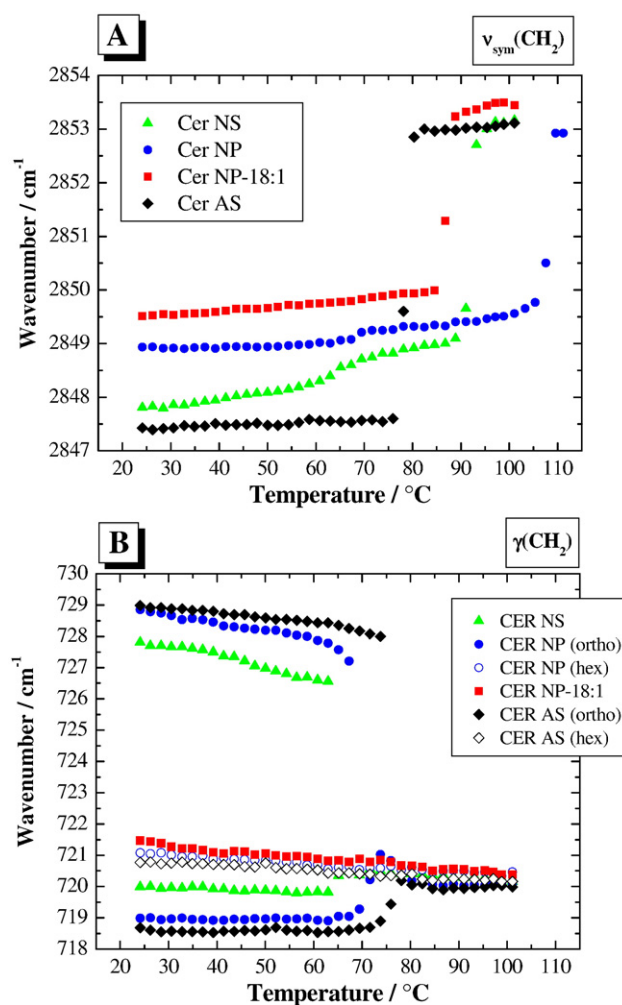 A
ν_sym(CH₂)
2854
2853
2852
2851
2850
2849
2848
2847
Wavenumber / cm⁻¹
Cer NS
Cer NP
Cer NP-18:1
Cer AS
20 30 40 50 60 70 80 90 100 110
Temperature / °C
B
γ(CH₂)
730
729
728
727
726
725
724
723
722
721
720
719
718
Wavenumber / cm⁻¹
CER NS
CER NP (ortho)
CER NP (hex)
CER NP-18:1
CER AS (ortho)
CER AS (hex)
20 30 40 50 60 70 80 90 100 110
Temperature / °C